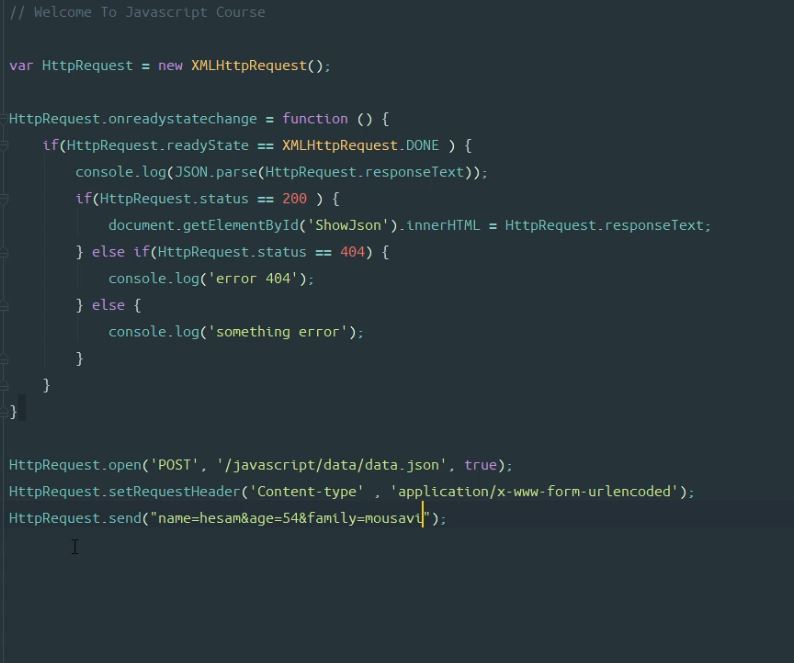 // Welcome To Javascript Course
var HttpRequest = new XMLHttpRequest();
HttpRequest.onreadystatechange = function () {
if(HttpRequest.readyState == XMLHttpRequest.DONE ) {
console.log(JSON.parse(HttpRequest.responseText));
if(HttpRequest.status == 200 ) {
document.getElementById('ShowJson').innerHTML = HttpRequest.responseText;
} else if(HttpRequest.status == 404) {
console.log('error 404');
} else {
console.log('something error');
}
}
}
HttpRequest.open('POST', '/javascript/data/data.json', true);
HttpRequest.setRequestHeader('Content-type' , 'application/x-www-form-urlencoded');
HttpRequest.send("name=hesam&age=54&family=mousavi");